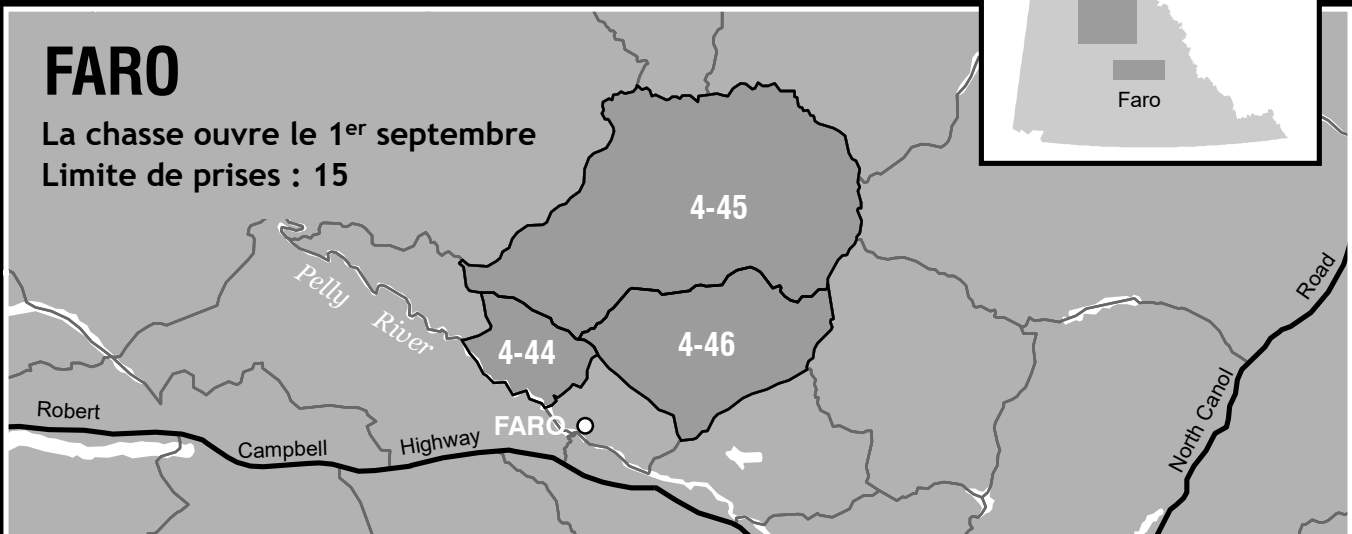 FARO
La chasse ouvre le 1er septembre
Limite de prises : 15
Faro
4-45
Pelly River
4-44
4-46
FARO
Robert Campbell Highway
North Canol Road